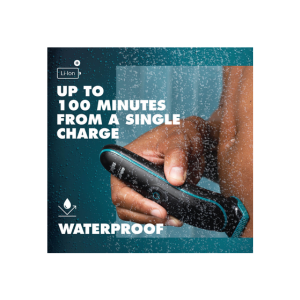 Li-Ion
UP TO
100 MINUTES
FROM A SINGLE
CHARGE
WATERPROOF